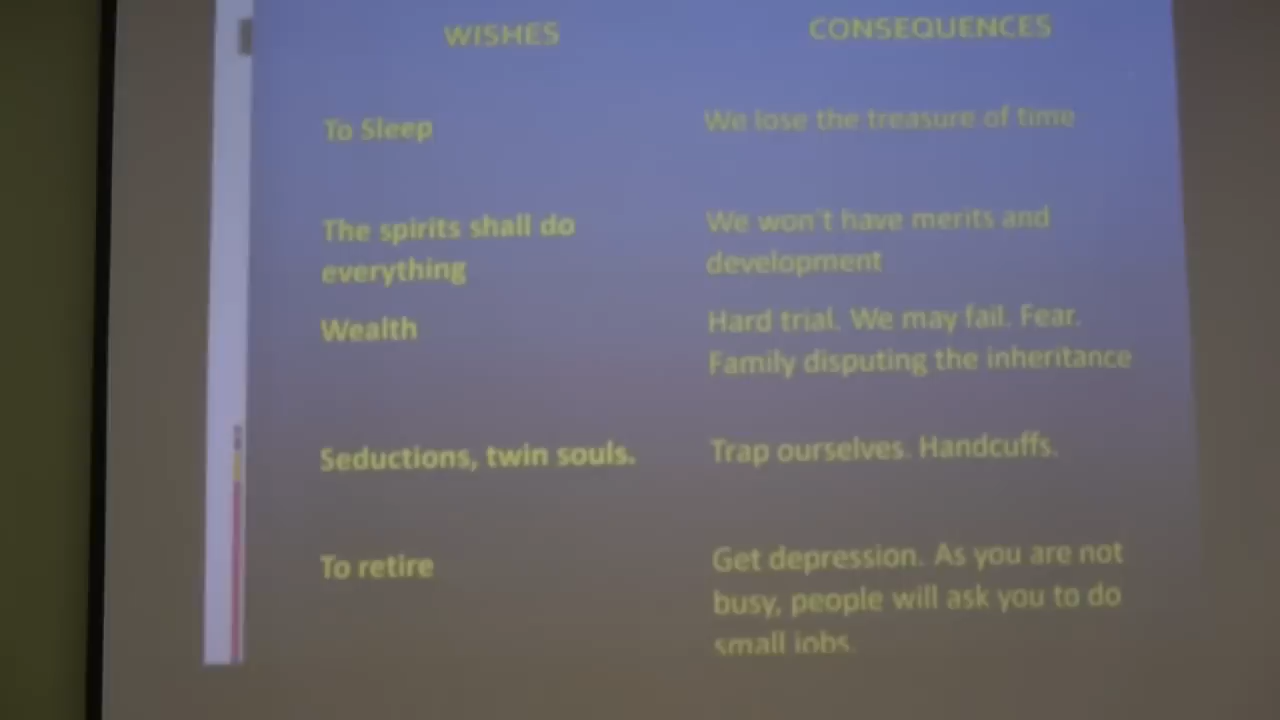 WISHES CONSEQUENCES
To Sleep We lose the treasure of time
The spirits shall do We won't have merits and
everything development
Wealth Hard trial. We may fail. Fear.
Family disputing the inheritance
Seductions, twin souls. Trap ourselves. Handcuffs.
To retire Get depression. As you are not
busy, people will ask you to do
small jobs.